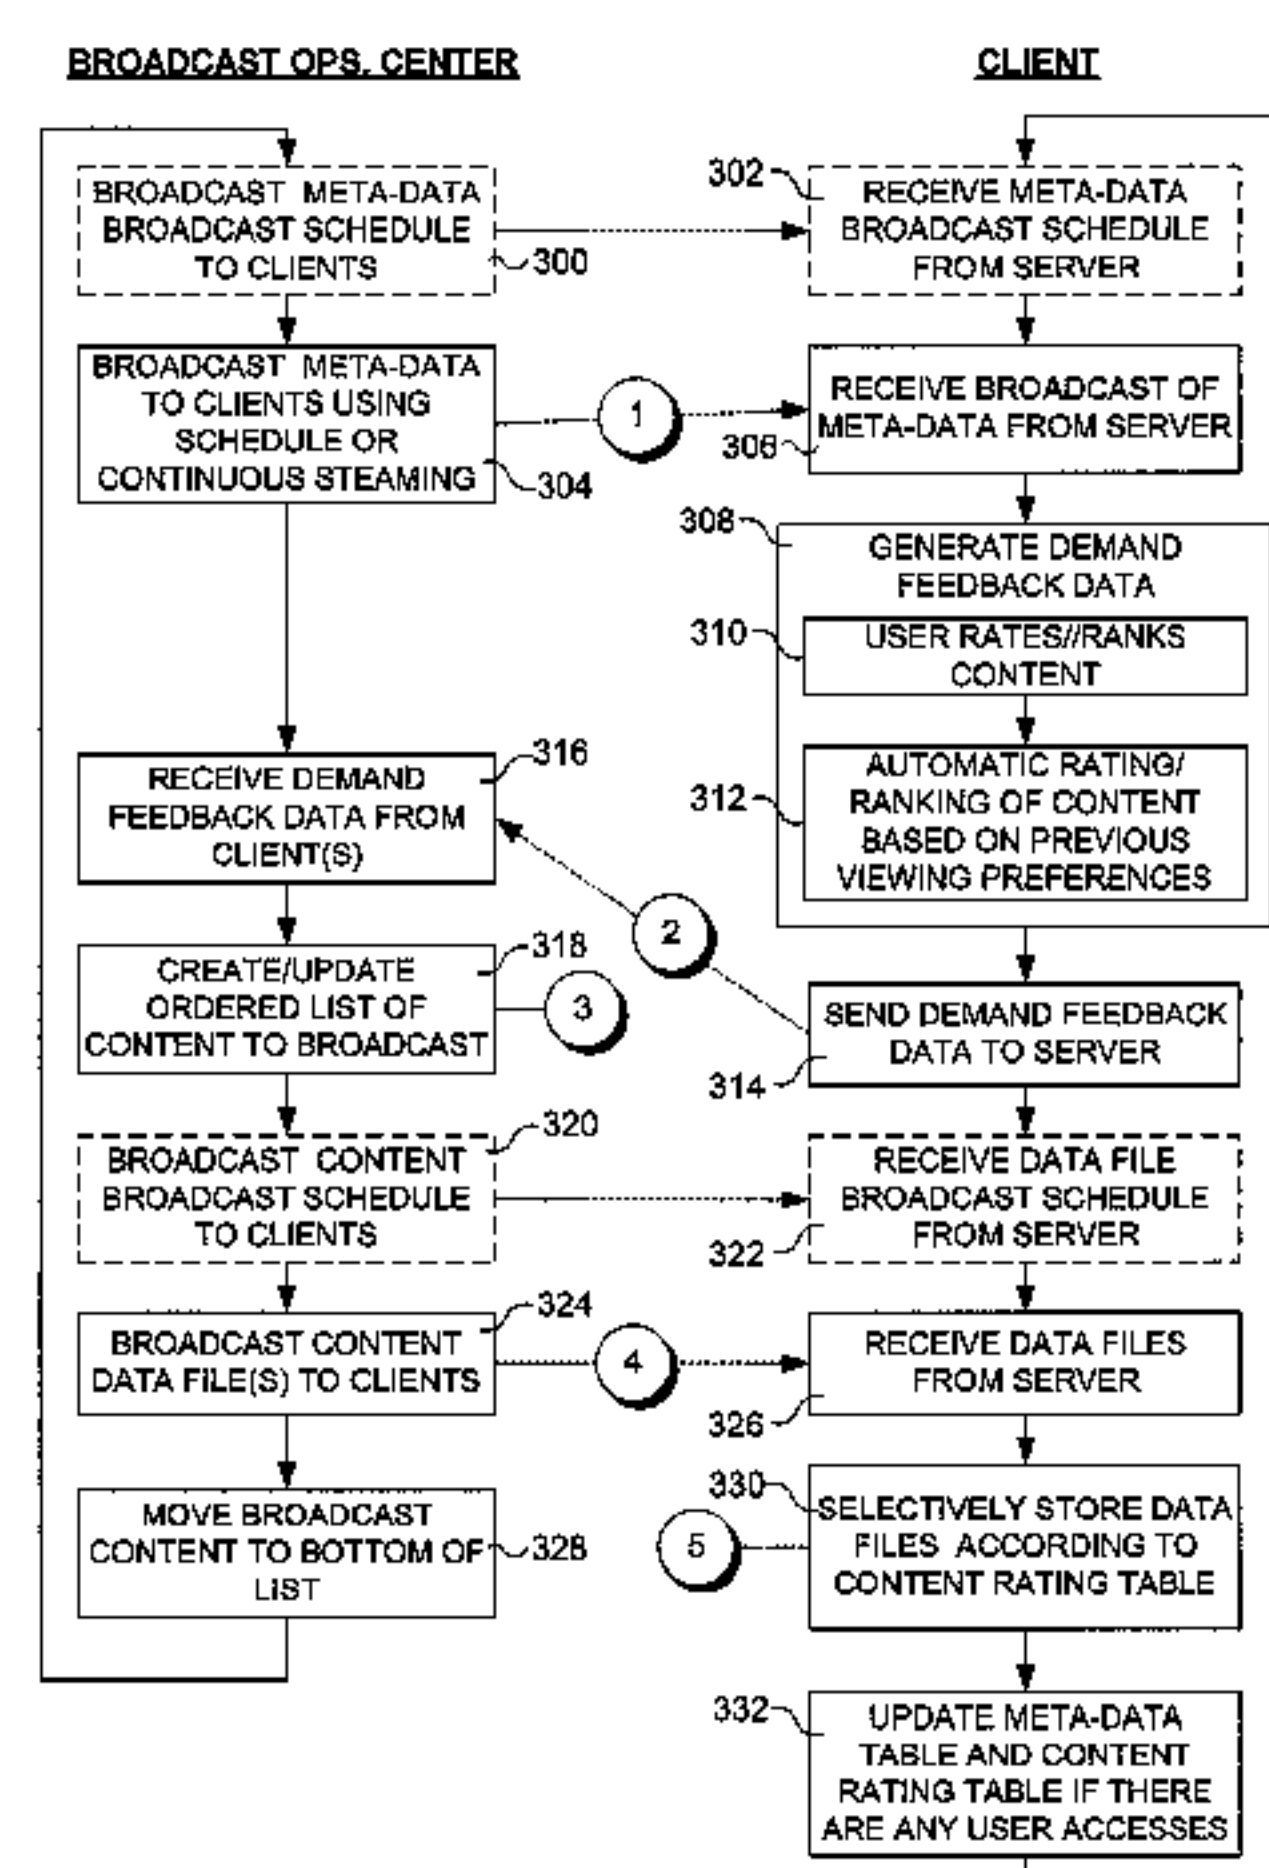 BROADCAST OPS. CENTER
CLIENT
BROADCAST META-DATA
BROADCAST SCHEDULE
TO CLIENTS
300
302
RECEIVE META-DATA
BROADCAST SCHEDULE
FROM SERVER
BROADCAST META-DATA
TO CLIENTS USING
SCHEDULE OR
CONTINUOUS STEAMING
304
1
RECEIVE BROADCAST OF
META-DATA FROM SERVER
306
308
GENERATE DEMAND
FEEDBACK DATA
310
USER RATES//RANKS
CONTENT
312
AUTOMATIC RATING/
RANKING OF CONTENT
BASED ON PREVIOUS
VIEWING PREFERENCES
316
RECEIVE DEMAND
FEEDBACK DATA FROM
CLIENT(S)
2
318
CREATE/UPDATE
ORDERED LIST OF
CONTENT TO BROADCAST
3
SEND DEMAND FEEDBACK
DATA TO SERVER
314
320
BROADCAST CONTENT
BROADCAST SCHEDULE
TO CLIENTS
RECEIVE DATA FILE
BROADCAST SCHEDULE
FROM SERVER
322
324
BROADCAST CONTENT
DATA FILE(S) TO CLIENTS
4
RECEIVE DATA FILES
FROM SERVER
326
MOVE BROADCAST
CONTENT TO BOTTOM OF
LIST
328
330
5
SELECTIVELY STORE DATA
FILES ACCORDING TO
CONTENT RATING TABLE
332
UPDATE META-DATA
TABLE AND CONTENT
RATING TABLE IF THERE
ARE ANY USER ACCESSES